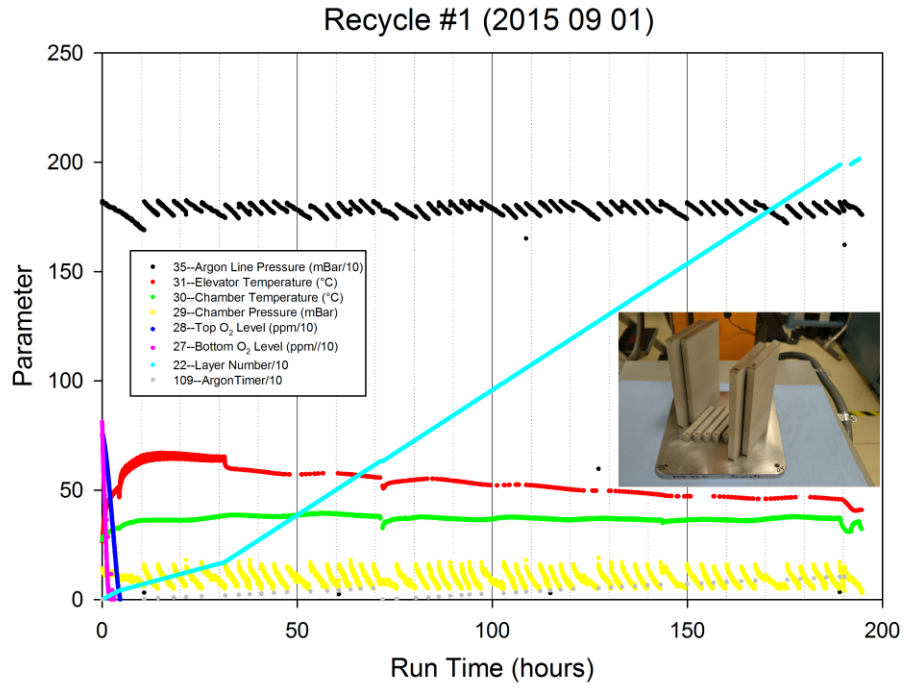 Recycle #1 (2015 09 01)
250
200
150
100
50
0
Parameter
35--Argon Line Pressure (mBar/10)
31--Elevator Temperature (°C)
30--Chamber Temperature (°C)
29--Chamber Pressure (mBar)
28--Top O₂ Level (ppm/10)
27--Bottom O₂ Level (ppm//10)
22--Layer Number/10
109--ArgonTimer/10
0
50
100
150
200
Run Time (hours)